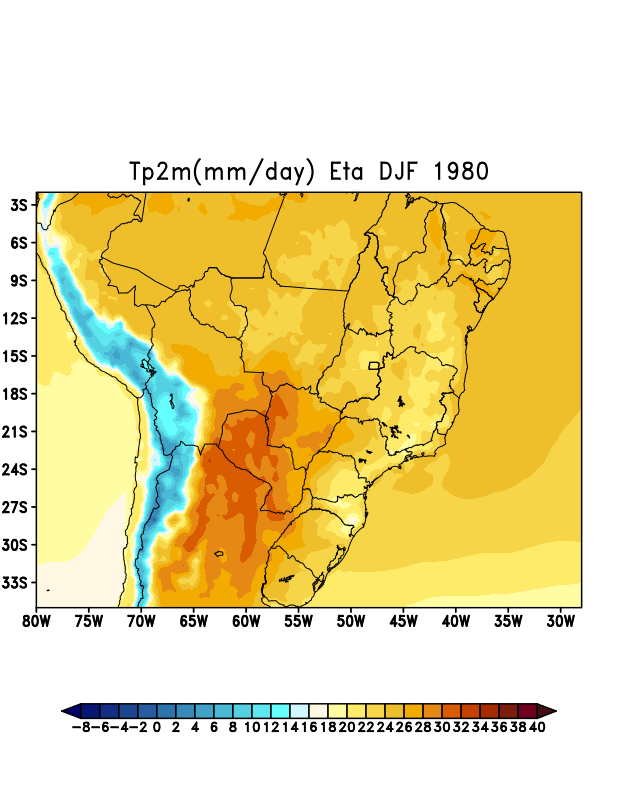 Tp2m(mm/day) Eta DJF 1980
3S
6S
9S
12S
15S
18S
21S
24S
27S
30S
33S
80W 75W 70W 65W 60W 55W 50W 45W 40W 35W 30W
-8 -6 -4 -2 0 2 4 6 8 10 12 14 16 18 20 22 24 26 28 30 32 34 36 38 40